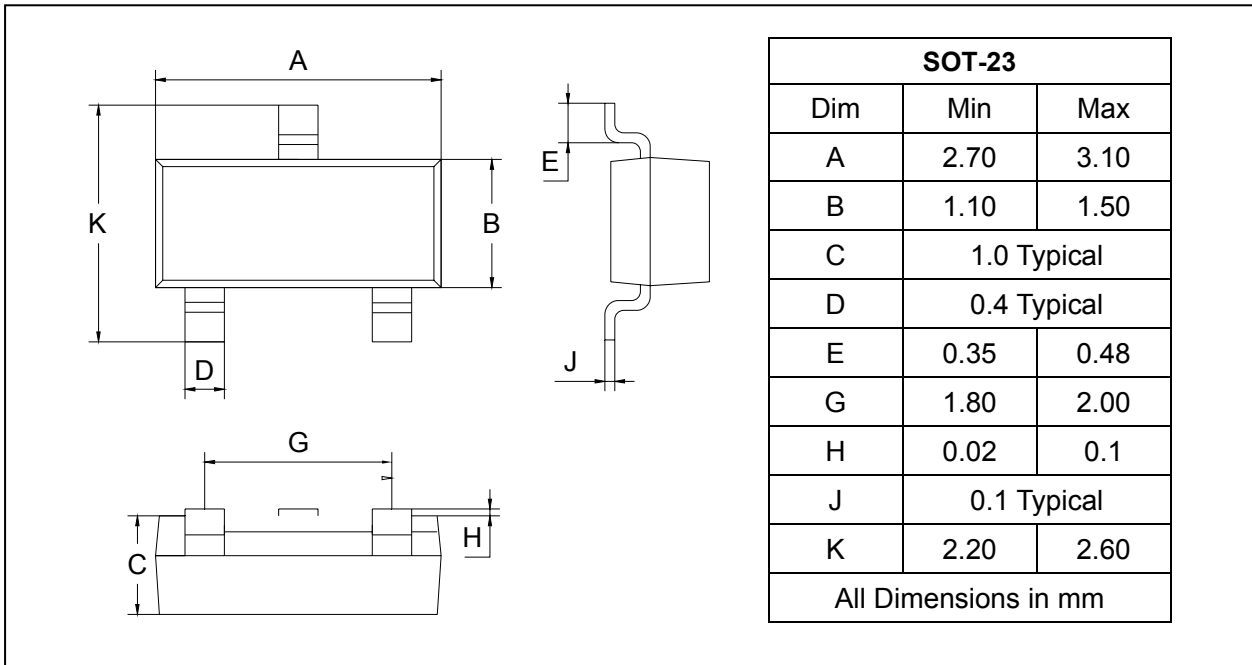 A
K
B
D
E
J
G
C
H
SOT-23
Dim Min Max
A 2.70 3.10
B 1.10 1.50
C 1.0 Typical
D 0.4 Typical
E 0.35 0.48
G 1.80 2.00
H 0.02 0.1
J 0.1 Typical
K 2.20 2.60
All Dimensions in mm